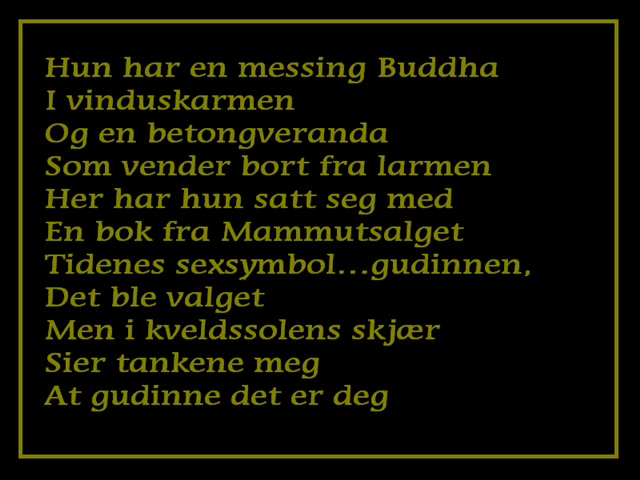 Hun har en messing Buddha
I vinduskarmen
Og en betongveranda
Som vender bort fra larmen
Her har hun satt seg med
En bok fra Mammutsalget
Tidenes sexsymbol...gudinnen,
Det ble valget
Men i kveldssolens skjær
Sier tankene meg
At gudinne det er deg